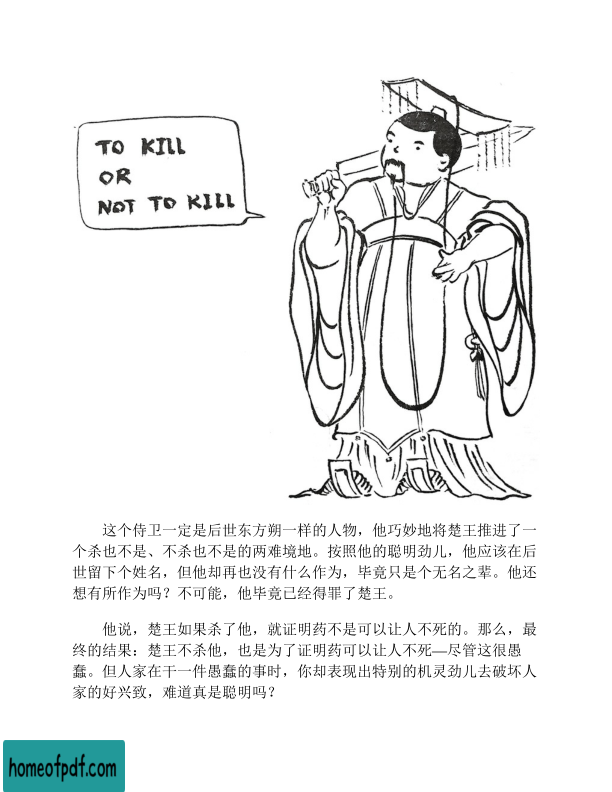 TO KILL
OR
NOT TO KILL
这个侍卫一定是后世东方朔一样的人物，他巧妙地将楚王推进了一
个杀也不是、不杀也不是的两难境地。按照他的聪明劲儿，他应该在后
世留下个姓名，但他却再也没有什么作为，毕竟只是个无名之辈。他还
想有所作为吗？不可能，他毕竟已经得罪了楚王。
他说，楚王如果杀了他，就证明药不是可以让人不死的。那么，最
终的结果：楚王不杀他，也是为了证明药可以让人不死—尽管这很愚
蠢。但人家在干一件愚蠢的事时，你却表现出特别的机灵劲儿去破坏人
家的好兴致，难道真是聪明吗？
homeofpdf.com